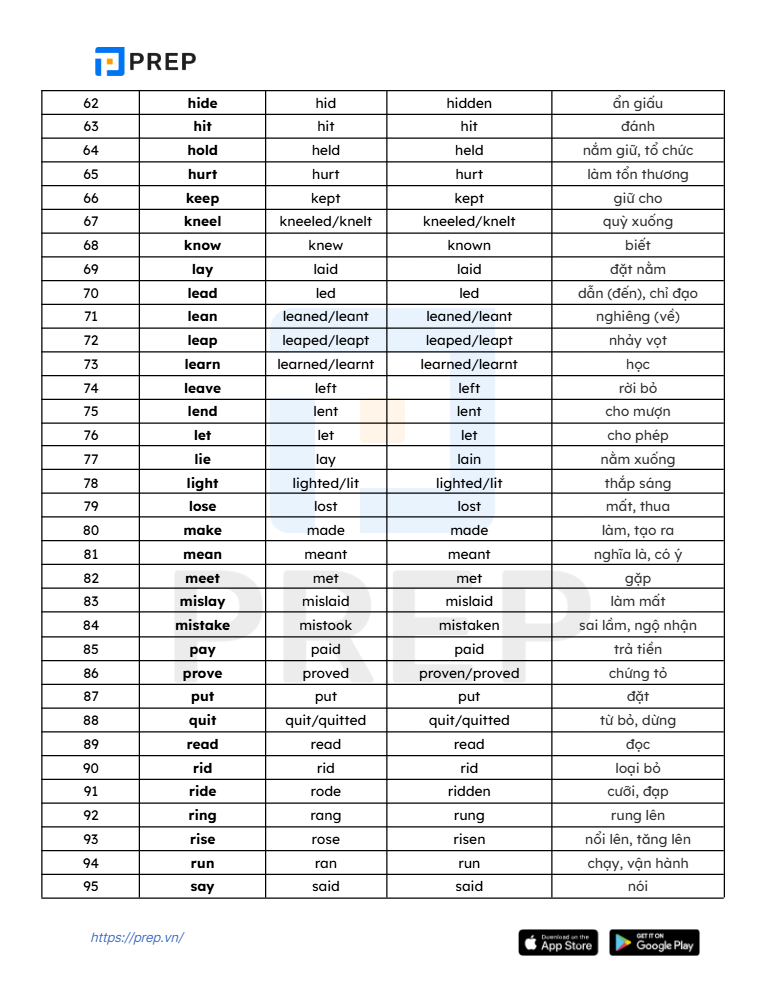 PREP
62 hide hid hidden ẩn giấu
63 hit hit hit đánh
64 hold held held nắm giữ, tổ chức
65 hurt hurt hurt làm tổn thương
66 keep kept kept giữ cho
67 kneel kneeled/knelt kneeled/knelt quỳ xuống
68 know knew known biết
69 lay laid laid đặt nằm
70 lead led led dẫn (đến), chỉ đạo
71 lean leaned/leant leaned/leant nghiêng (về)
72 leap leaped/leapt leaped/leapt nhảy vọt
73 learn learned/learnt learned/learnt học
74 leave left left rời bỏ
75 lend lent lent cho mượn
76 let let let cho phép
77 lie lay lain nằm xuống
78 light lighted/lit lighted/lit thắp sáng
79 lose lost lost mất, thua
80 make made made làm, tạo ra
81 mean meant meant nghĩa là, có ý
82 meet met met gặp
83 mislay mislaid mislaid làm mất
84 mistake mistook mistaken sai lầm, ngộ nhận
85 pay paid paid trả tiền
86 prove proved proven/proved chứng tỏ
87 put put put đặt
88 quit quit/quitted quit/quitted từ bỏ, dừng
89 read read read đọc
90 rid rid rid loại bỏ
91 ride rode ridden cưỡi, đạp
92 ring rang rung rung lên
93 rise rose risen nổi lên, tăng lên
94 run ran run chạy, vận hành
95 say said said nói
PREP
https://prep.vn/
Download on the
App Store
GET IT ON
Google Play